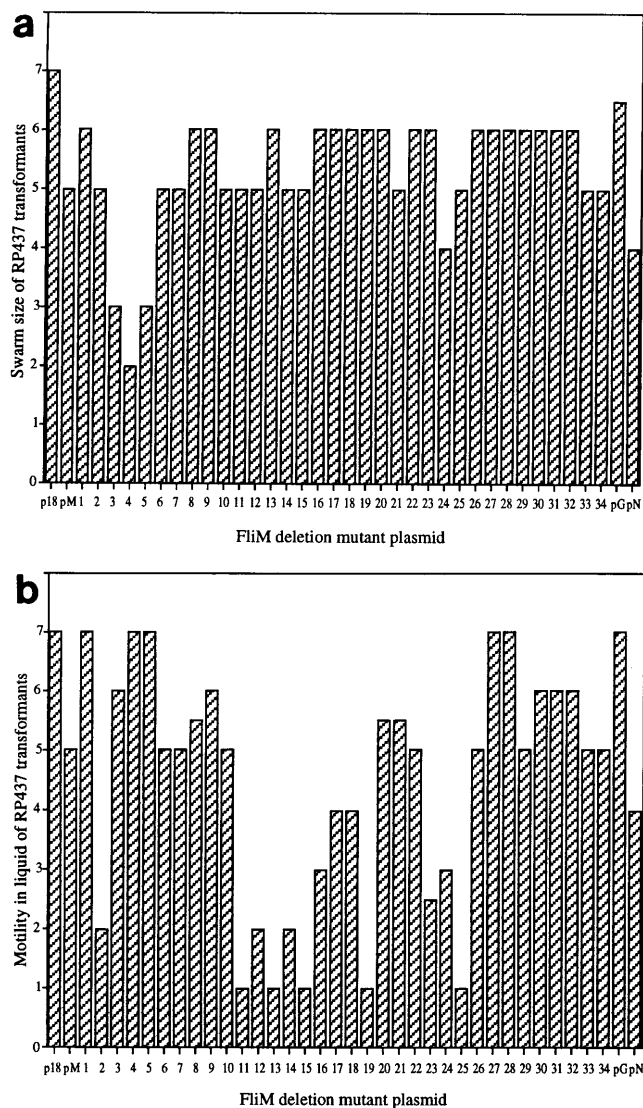 a
7
6
5
4
3
2
1
0
Swarm size of RP437 transformants
p18 pM 1 2 3 4 5 6 7 8 9 10 11 12 13 14 15 16 17 18 19 20 21 22 23 24 25 26 27 28 29 30 31 32 33 34 pG pN
FliM deletion mutant plasmid
b
7
6
5
4
3
2
1
0
Motility in liquid of RP437 transformants
p18 pM 1 2 3 4 5 6 7 8 9 10 11 12 13 14 15 16 17 18 19 20 21 22 23 24 25 26 27 28 29 30 31 32 33 34 pG pN
FliM deletion mutant plasmid